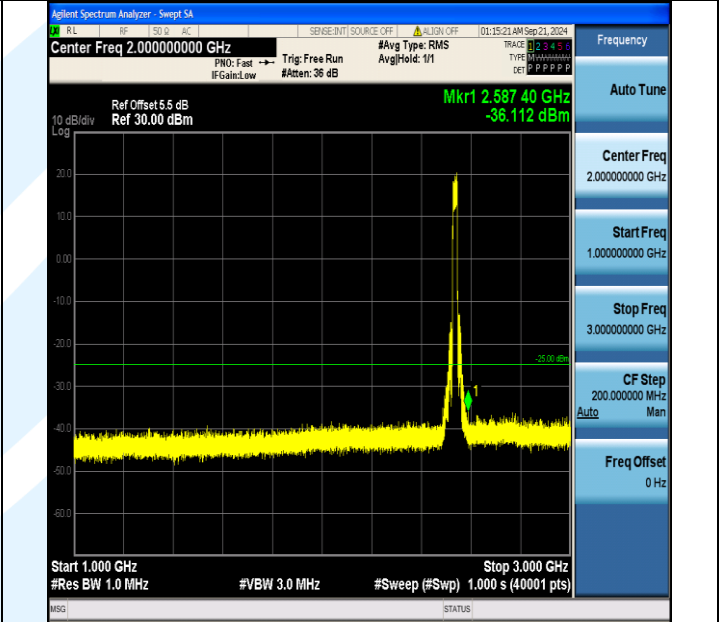 Agilent Spectrum Analyzer - Swept SA
RL RF 50 Ω AC SENSE:INT SOURCE OFF ALIGN OFF 01:15:21 AM Sep 21, 2024
Center Freq 2.000000000 GHz
PNO: Fast
IFGain:Low
Trig: Free Run
#Atten: 36 dB
#Avg Type: RMS
Avg|Hold: 1/1
TRACE 1 2 3 4 5 6
TYPE M
DET P P P P P P
Frequency
Mkr1 2.587 40 GHz
-36.112 dBm
Ref Offset 5.5 dB
10 dB/div Ref 30.00 dBm
Log
20.0
10.0
0.00
-10.0
-20.0
-25.00 dBm
-30.0
1
-40.0
-50.0
-60.0
Start 1.000 GHz Stop 3.000 GHz
#Res BW 1.0 MHz #VBW 3.0 MHz #Sweep (#Swp) 1.000 s (40001 pts)
MSG STATUS
Auto Tune
Center Freq
2.000000000 GHz
Start Freq
1.000000000 GHz
Stop Freq
3.000000000 GHz
CF Step
200.000000 MHz
Auto Man
Freq Offset
0 Hz